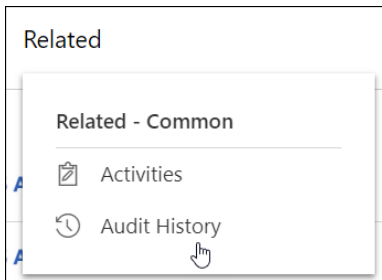 Related
Related - Common
Activities
Audit History
A
A